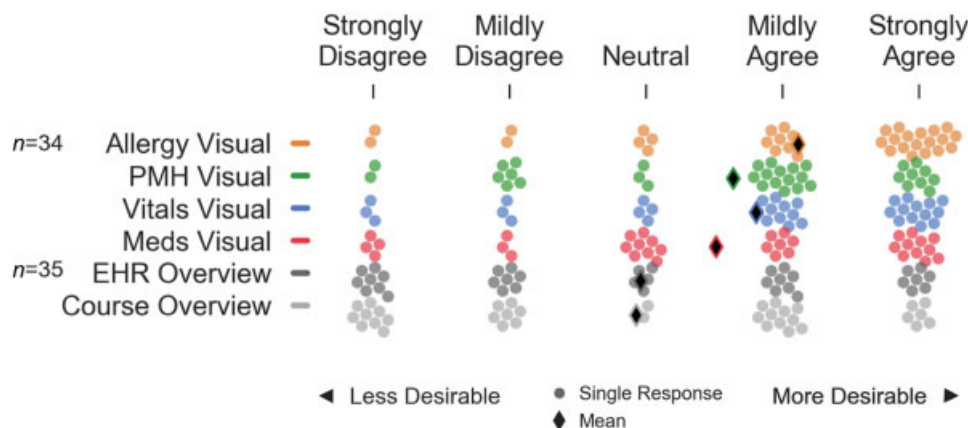 Strongly Disagree
Mildly Disagree
Neutral
Mildly Agree
Strongly Agree
n=34
Allergy Visual
PMH Visual
Vitals Visual
Meds Visual
n=35
EHR Overview
Course Overview
◄ Less Desirable
Single Response
Mean
More Desirable ►